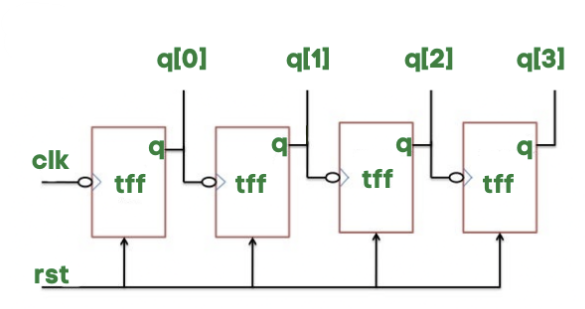 q[0] q[1] q[2] q[3]
q q q q
clk
tff tff tff tff
rst